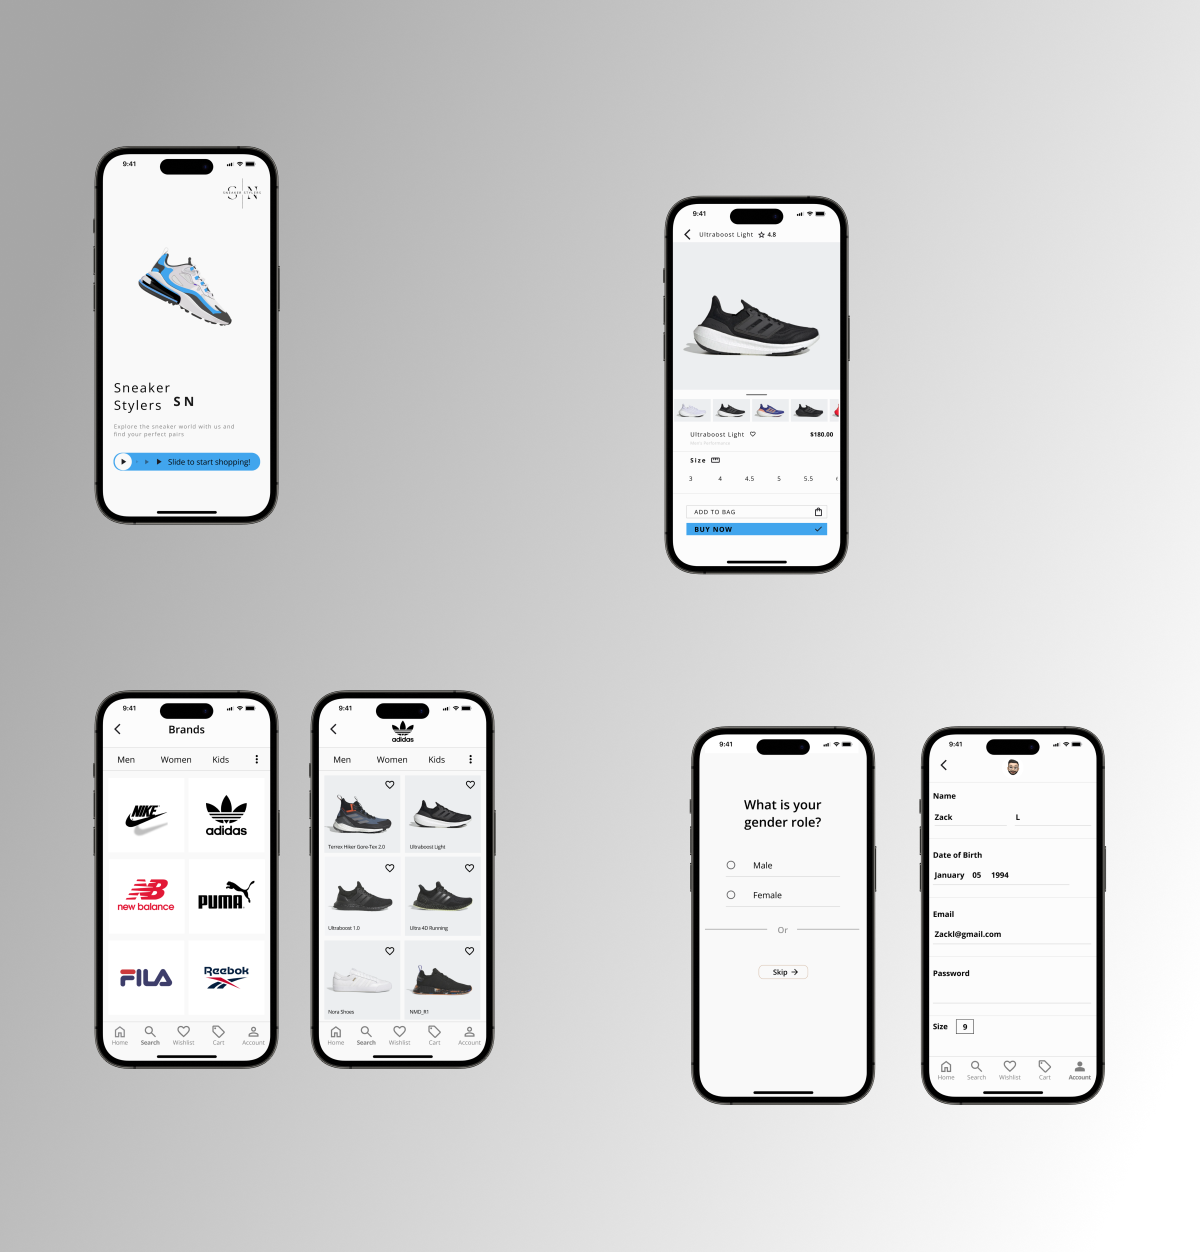 9:41
S N
SNEAKER STYLERS
Sneaker
Stylers SN
Explore the sneaker world with us and
find your perfect pairs
Slide to start shopping!
9:41
Ultraboost Light 4.8
Ultraboost Light $180.00
Men's Performance
Size
3 4 4.5 5 5.5
ADD TO BAG
BUY NOW
9:41
Brands
Men Women Kids
NIKE
adidas
new balance
PUMA
FILA
Reebok
Home Search Wishlist Cart Account
9:41
adidas
Men Women Kids
Terrex Hiker Gore-Tex 2.0
Ultraboost Light
Ultraboost 1.0
Ultra 4D Running
Nora Shoes
NMD_R1
Home Search Wishlist Cart Account
9:41
What is your
gender role?
Male
Female
Or
Skip
9:41
Name
Zack L
Date of Birth
January 05 1994
Email
Zackl@gmail.com
Password
Size 9
Home Search Wishlist Cart Account